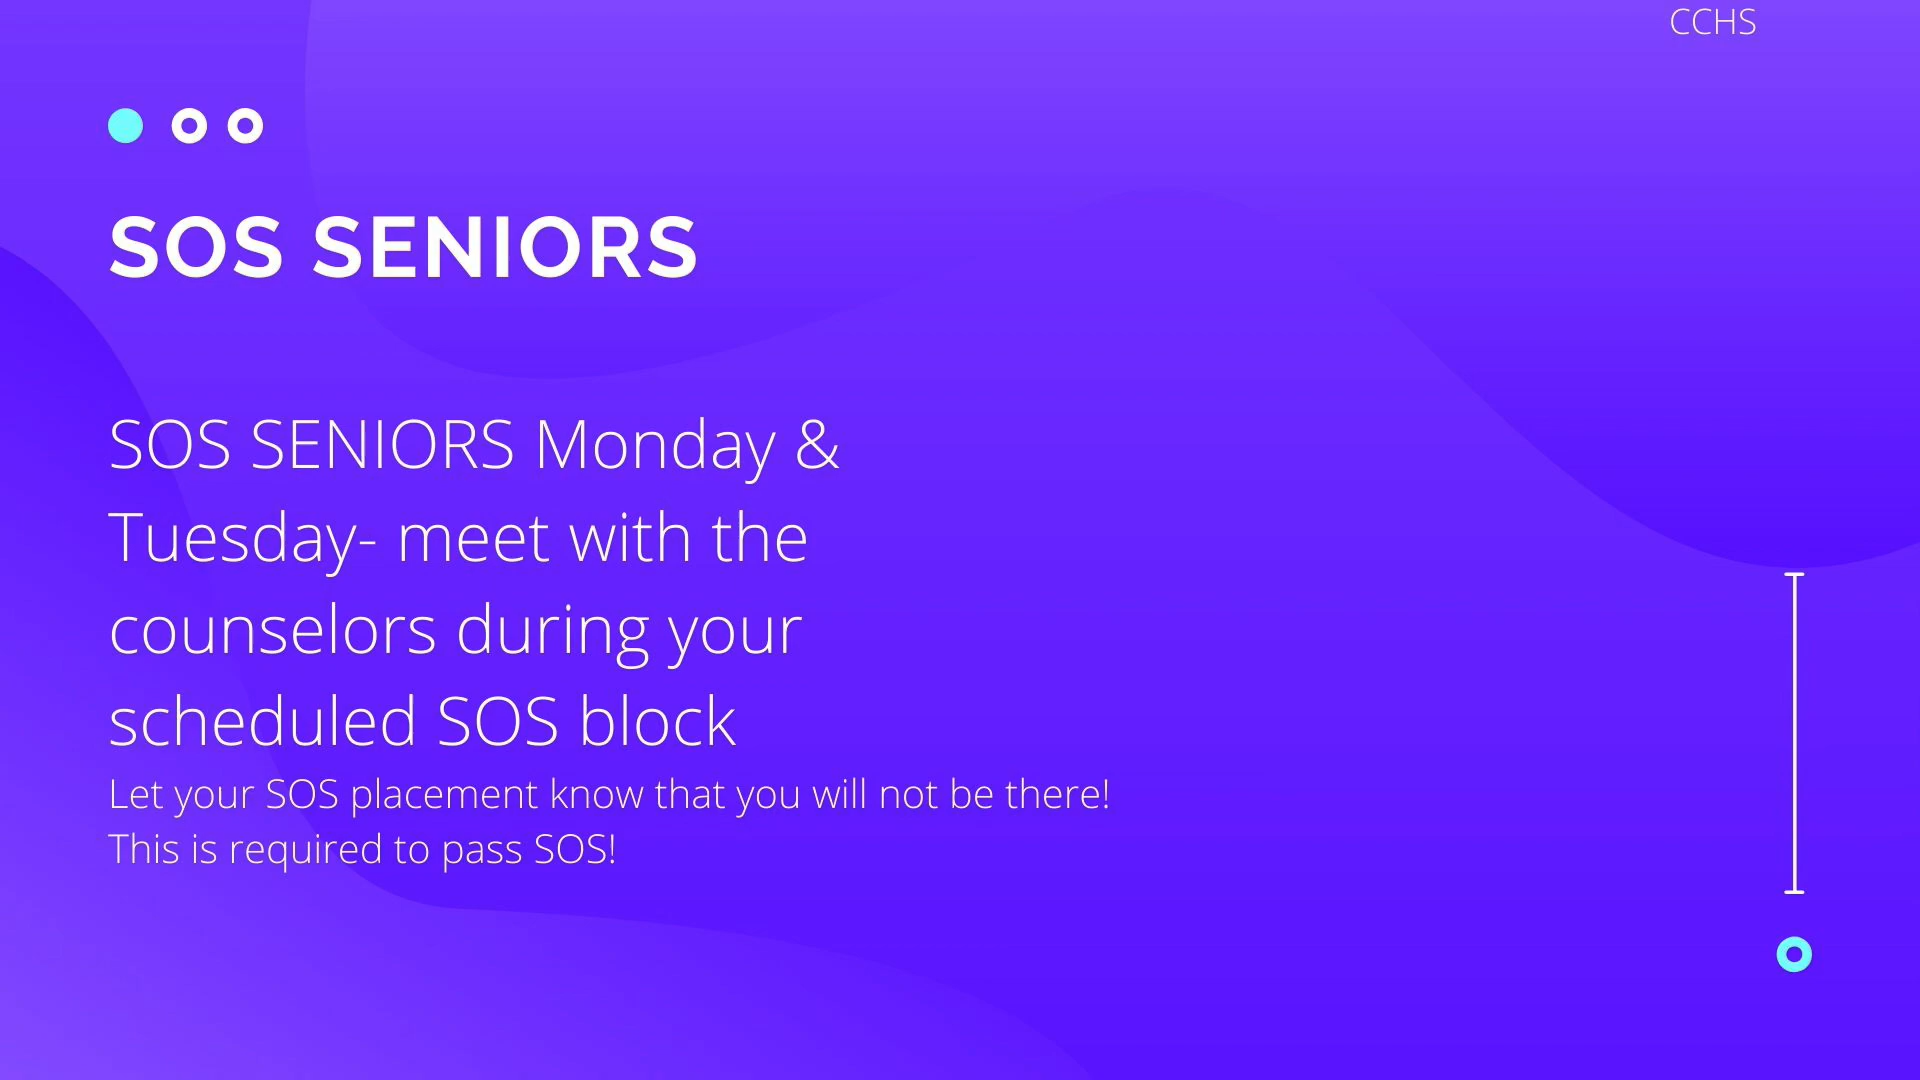 CCHS
SOS SENIORS
SOS SENIORS Monday &
Tuesday- meet with the
counselors during your
scheduled SOS block
Let your SOS placement know that you will not be there!
This is required to pass SOS!